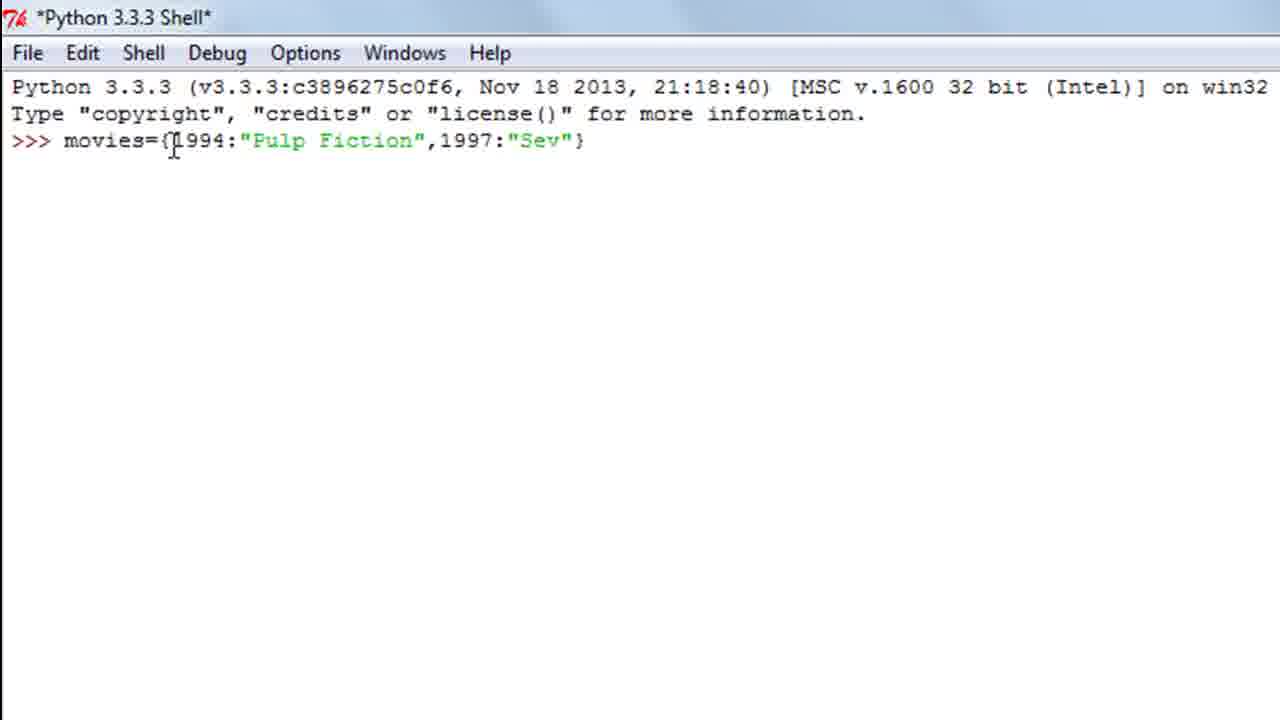 *Python 3.3.3 Shell*
File Edit Shell Debug Options Windows Help
Python 3.3.3 (v3.3.3:c3896275c0f6, Nov 18 2013, 21:18:40) [MSC v.1600 32 bit (Intel)] on win32
Type "copyright", "credits" or "license()" for more information.
>>> movies={1994:"Pulp Fiction",1997:"Sev"}